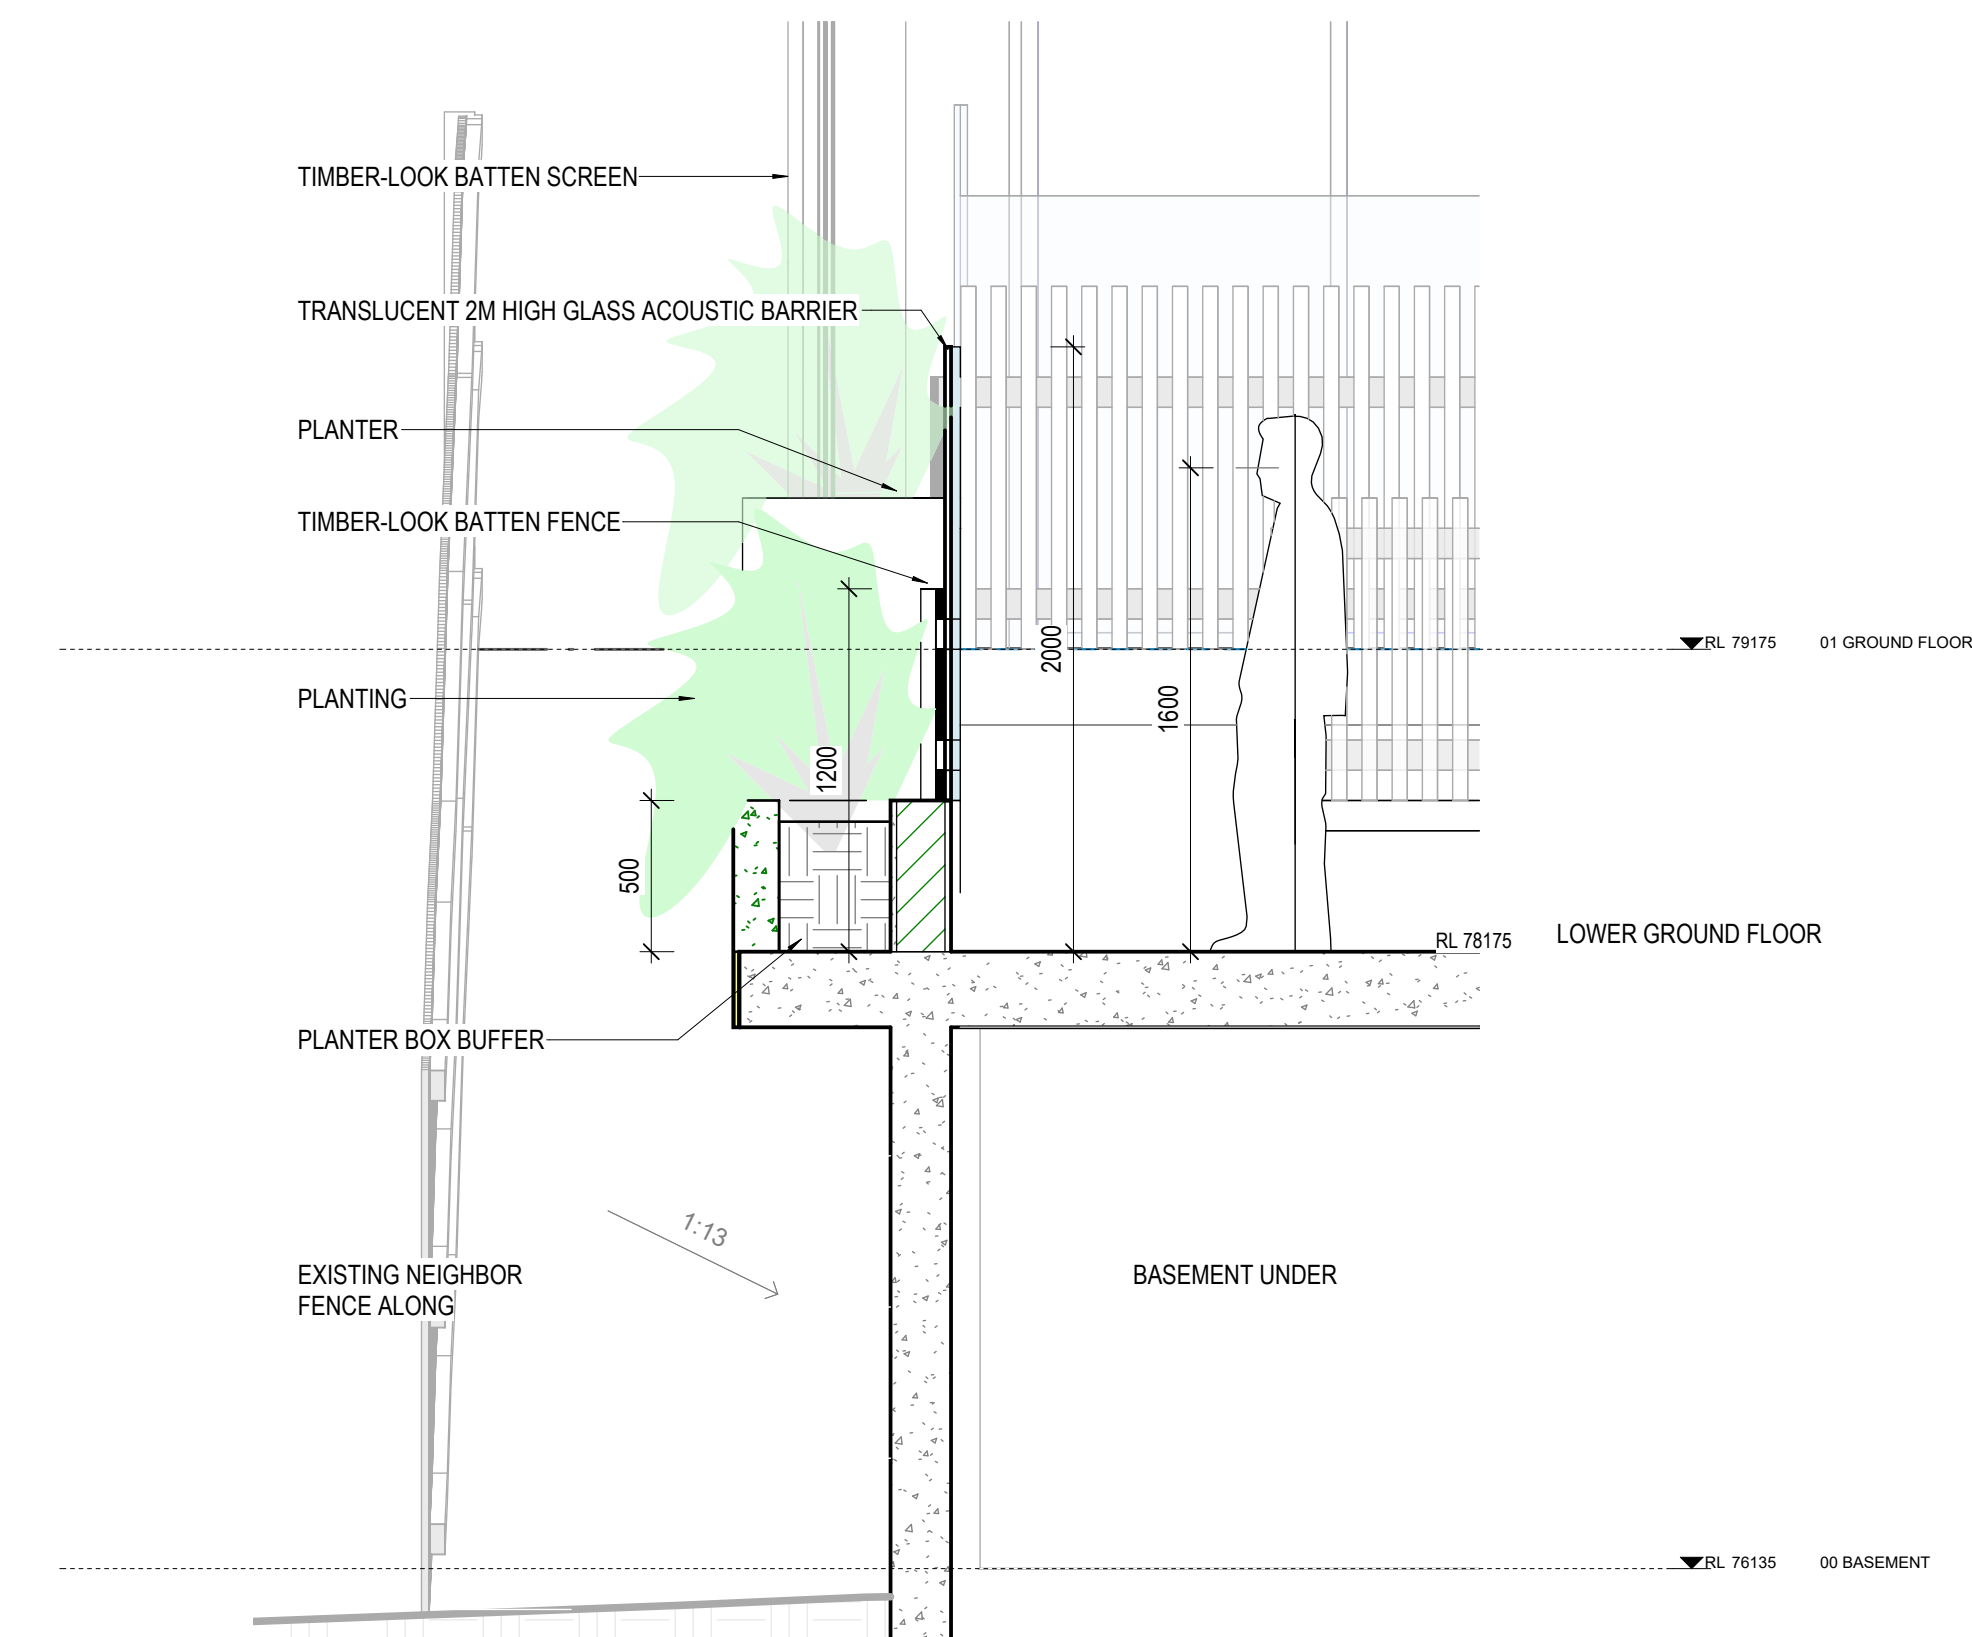 TIMBER-LOOK BATTEN SCREEN
TRANSLUCENT 2M HIGH GLASS ACOUSTIC BARRIER
PLANTER
TIMBER-LOOK BATTEN FENCE
2000
RL 79175 01 GROUND FLOOR
PLANTING
1600
1200
500
RL 78175 LOWER GROUND FLOOR
PLANTER BOX BUFFER
1:13
EXISTING NEIGHBOR
FENCE ALONG
BASEMENT UNDER
RL 76135 00 BASEMENT